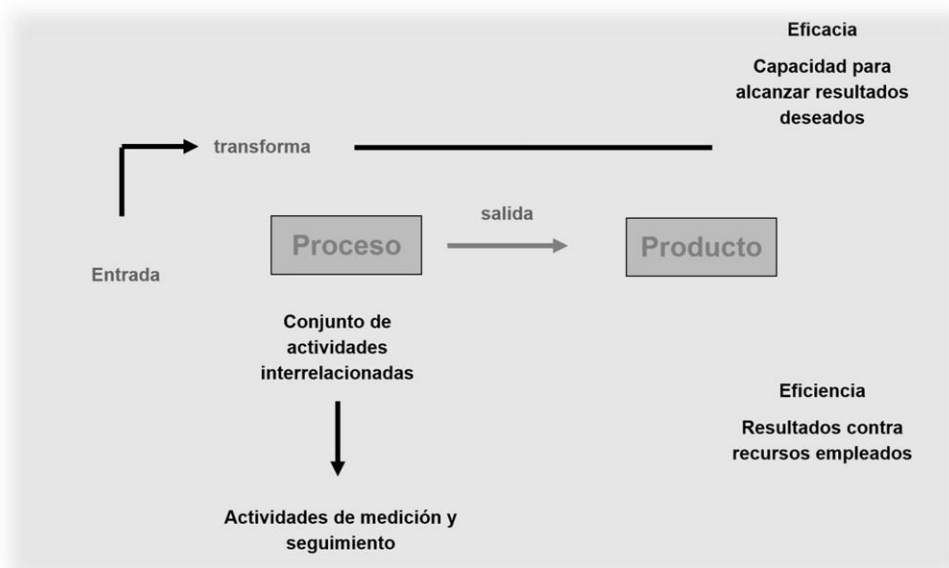 Eficacia
Capacidad para
alcanzar resultados
deseados
transforma
salida
Proceso
Producto
Entrada
Conjunto de
actividades
interrelacionadas
Eficiencia
Resultados contra
recursos empleados
Actividades de medición y
seguimiento